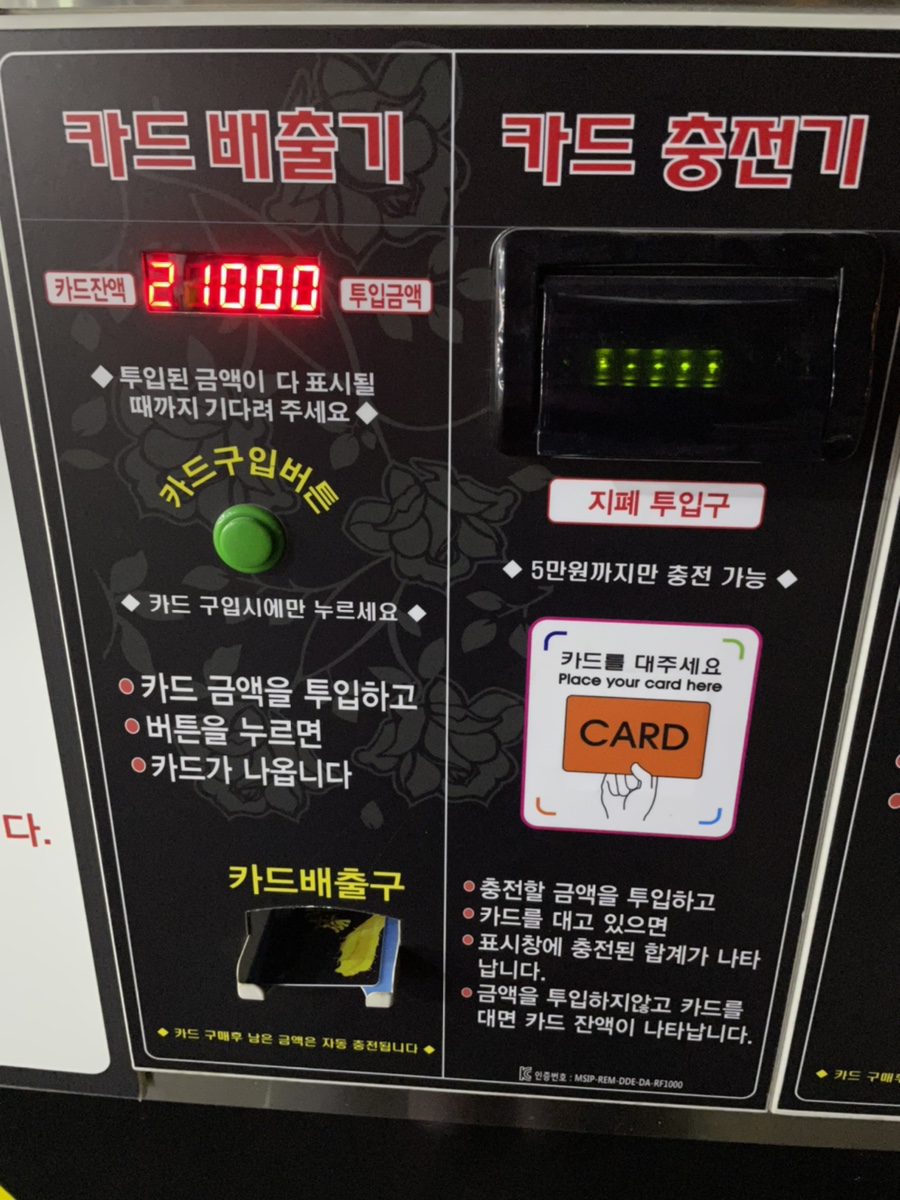 카드 배출기
카드잔액
21000
투입금액
◆ 투입된 금액이 다 표시될
때까지 기다려 주세요 ◆
카드구입버튼
◆ 카드 구입시에만 누르세요 ◆
● 카드 금액을 투입하고
● 버튼을 누르면
● 카드가 나옵니다
카드배출구
◆ 카드 구매후 남은 금액은 자동 충전됩니다 ◆
카드 충전기
지폐 투입구
◆ 5만원까지만 충전 가능 ◆
카드를 대주세요
Place your card here
CARD
● 충전할 금액을 투입하고
● 카드를 대고 있으면
● 표시창에 충전된 합계가 나타
납니다.
● 금액을 투입하지않고 카드를
대면 카드 잔액이 나타납니다.
인증번호 : MSIP-REM-DDE-DA-RF1000
다.
◆ 카드 구매